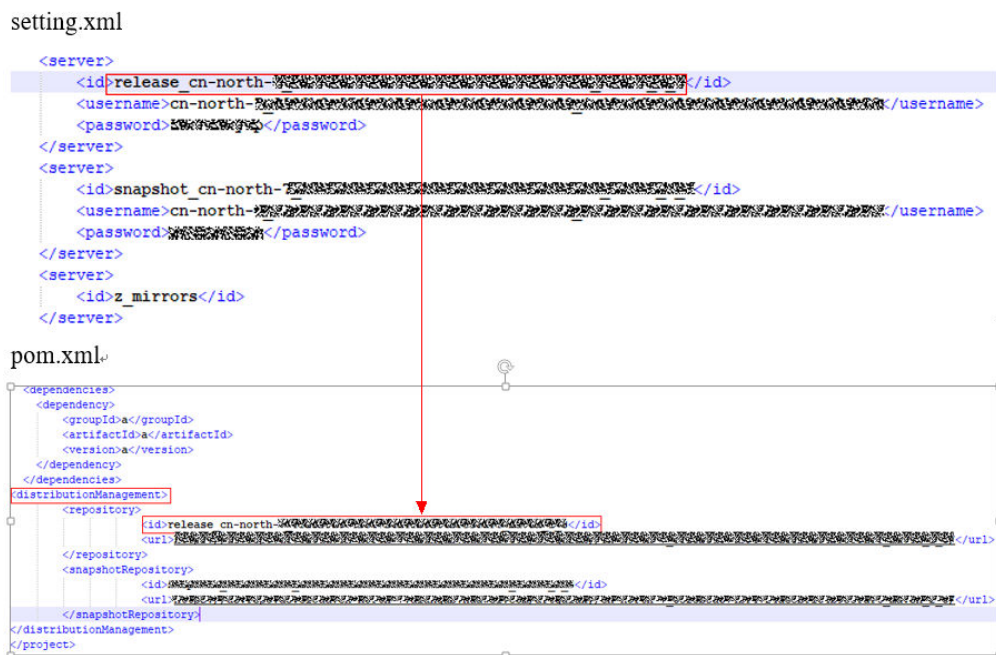 setting.xml
<server>
<id>release_cn-north-</id>
<username>cn-north-</username>
<password></password>
</server>
<server>
<id>snapshot_cn-north-</id>
<username>cn-north-</username>
<password></password>
</server>
<server>
<id>z_mirrors</id>
</server>
pom.xml
<dependencies>
<dependency>
<groupId>a</groupId>
<artifactId>a</artifactId>
<version>a</version>
</dependency>
</dependencies>
<distributionManagement>
<repository>
<id>release_cn-north-</id>
<url></url>
</repository>
<snapshotRepository>
<id></id>
<url></url>
</snapshotRepository>
</distributionManagement>
</project>